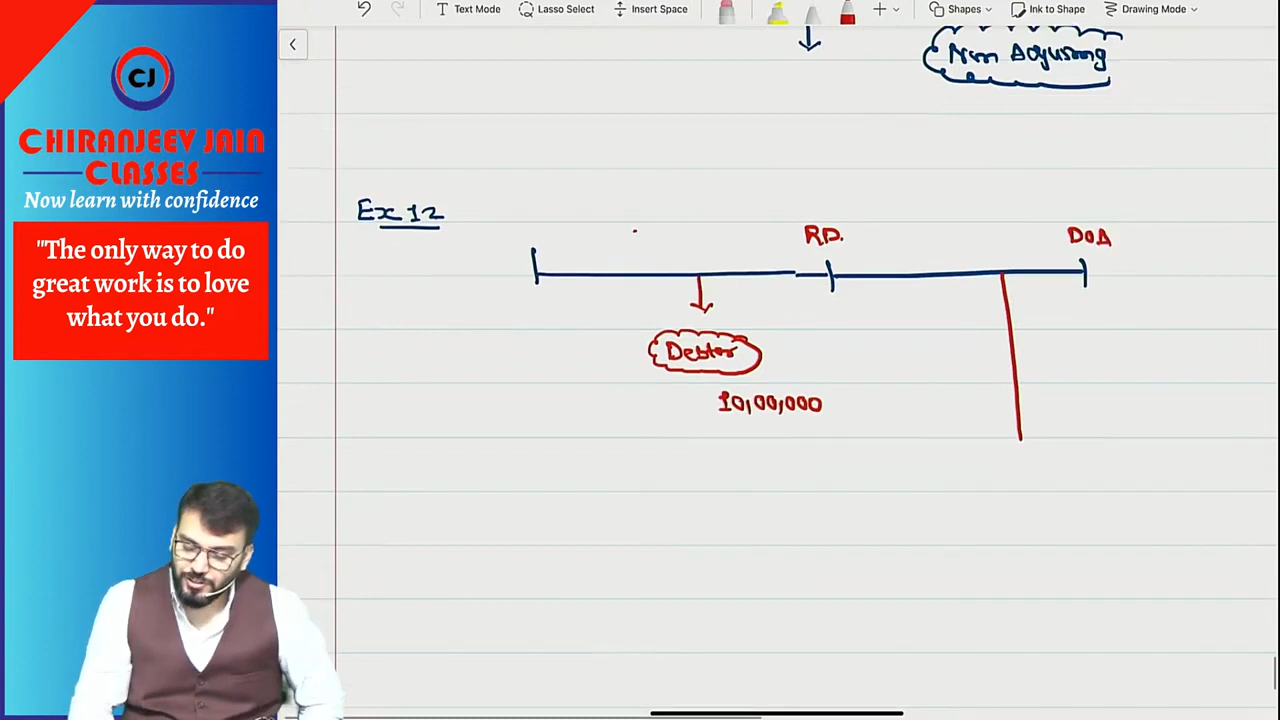 Text Mode
Lasso Select
Insert Space
Shapes
Ink to Shape
Drawing Mode
CJ
CHIRANJEEV JAIN
CLASSES
Now learn with confidence
"The only way to do
great work is to love
what you do."
Non
Ex 12
RD.
DOA
Debtor
10,00,000